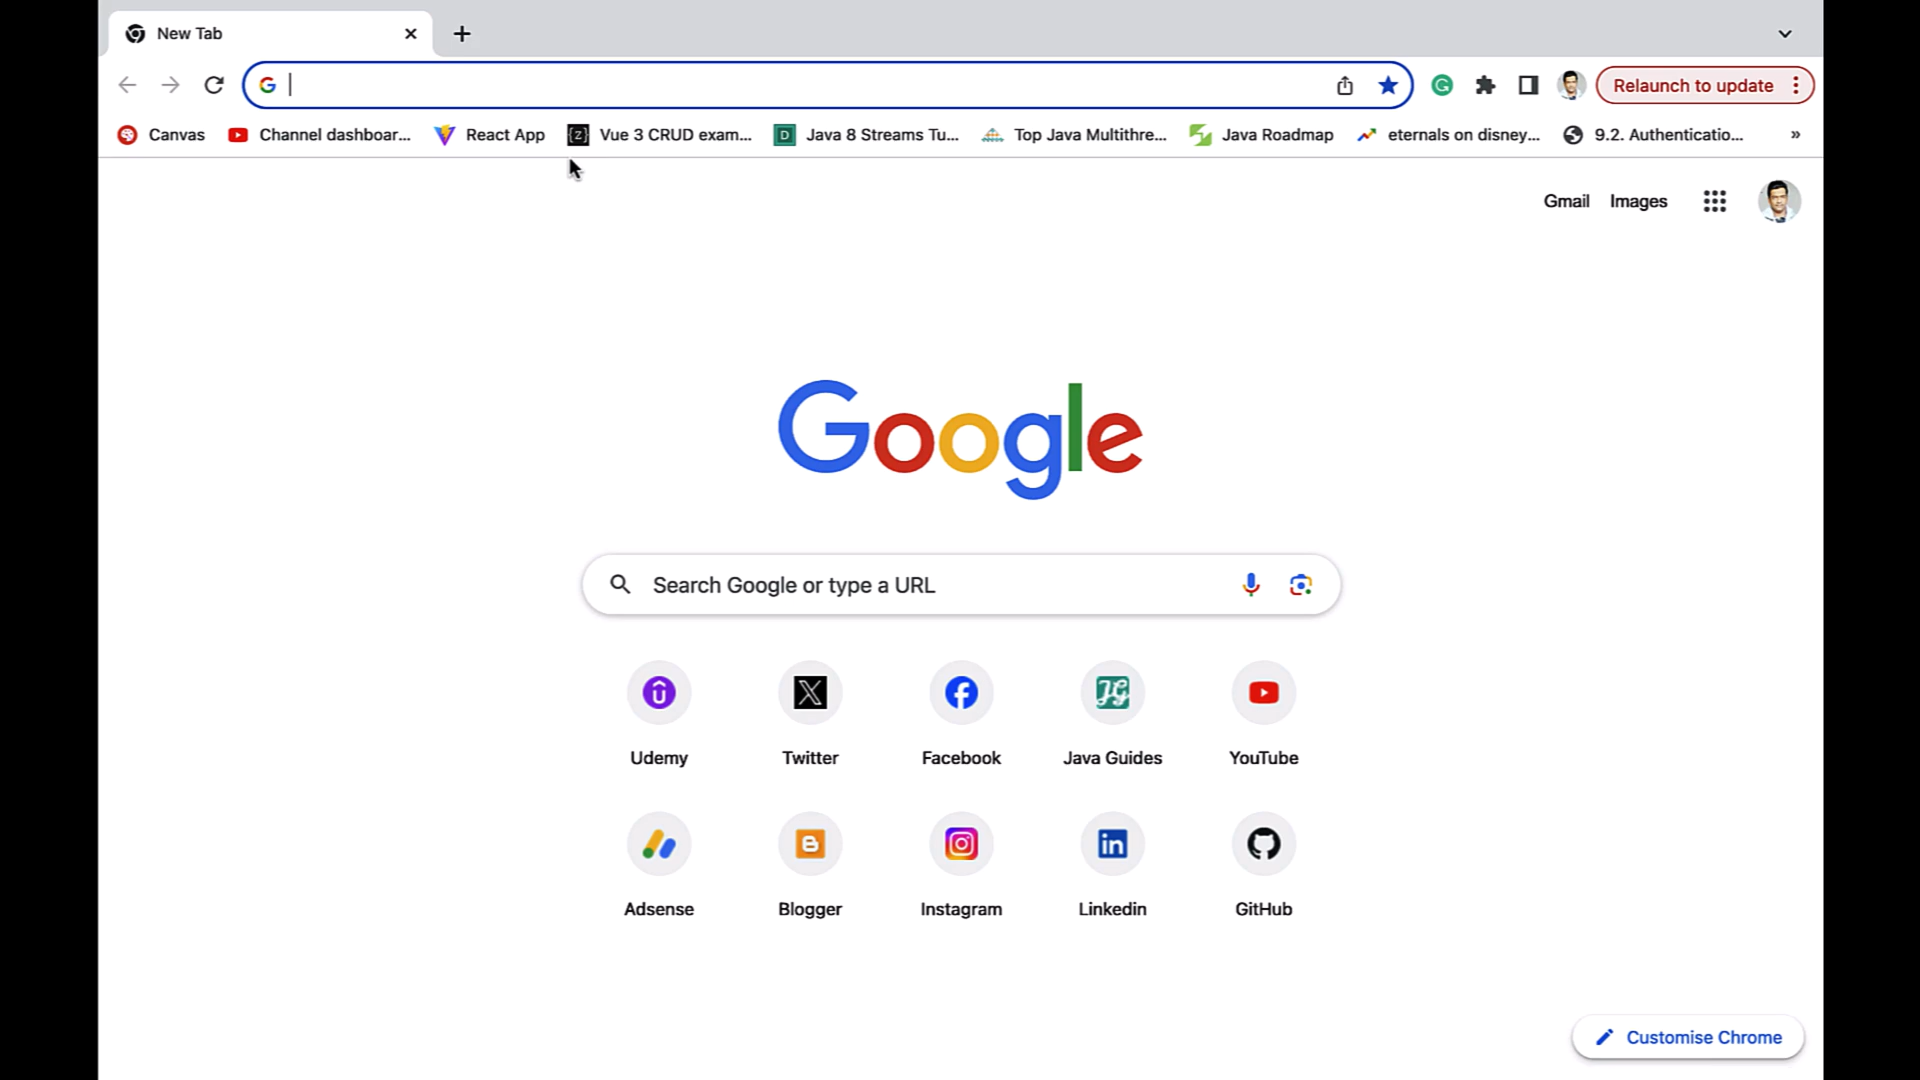 New Tab
Relaunch to update
Canvas
Channel dashboar...
React App
Vue 3 CRUD exam...
Java 8 Streams Tu...
Top Java Multithre...
Java Roadmap
eternals on disney...
9.2. Authenticatio...
Gmail
Images
Google
Search Google or type a URL
Udemy
Twitter
Facebook
Java Guides
YouTube
Adsense
Blogger
Instagram
Linkedin
GitHub
Customise Chrome